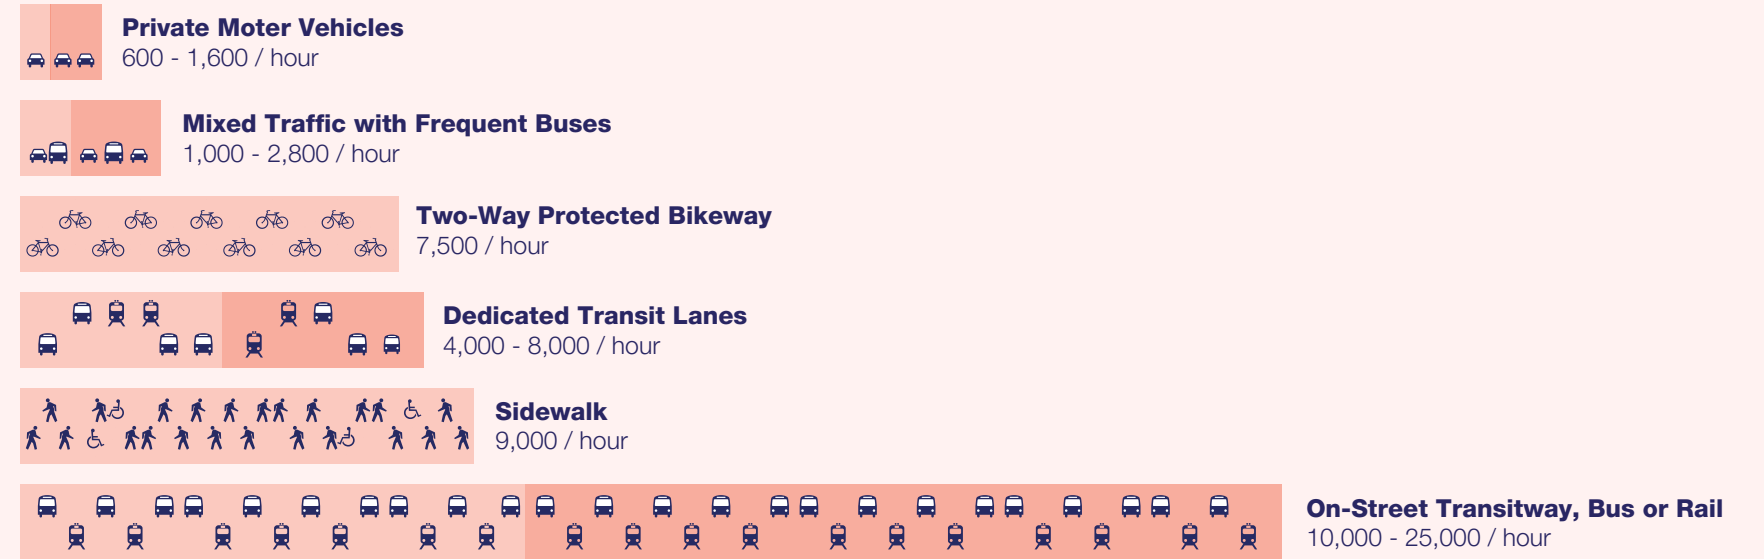 Private Moter Vehicles
600 - 1,600 / hour
Mixed Traffic with Frequent Buses
1,000 - 2,800 / hour
Two-Way Protected Bikeway
7,500 / hour
Dedicated Transit Lanes
4,000 - 8,000 / hour
Sidewalk
9,000 / hour
On-Street Transitway, Bus or Rail
10,000 - 25,000 / hour